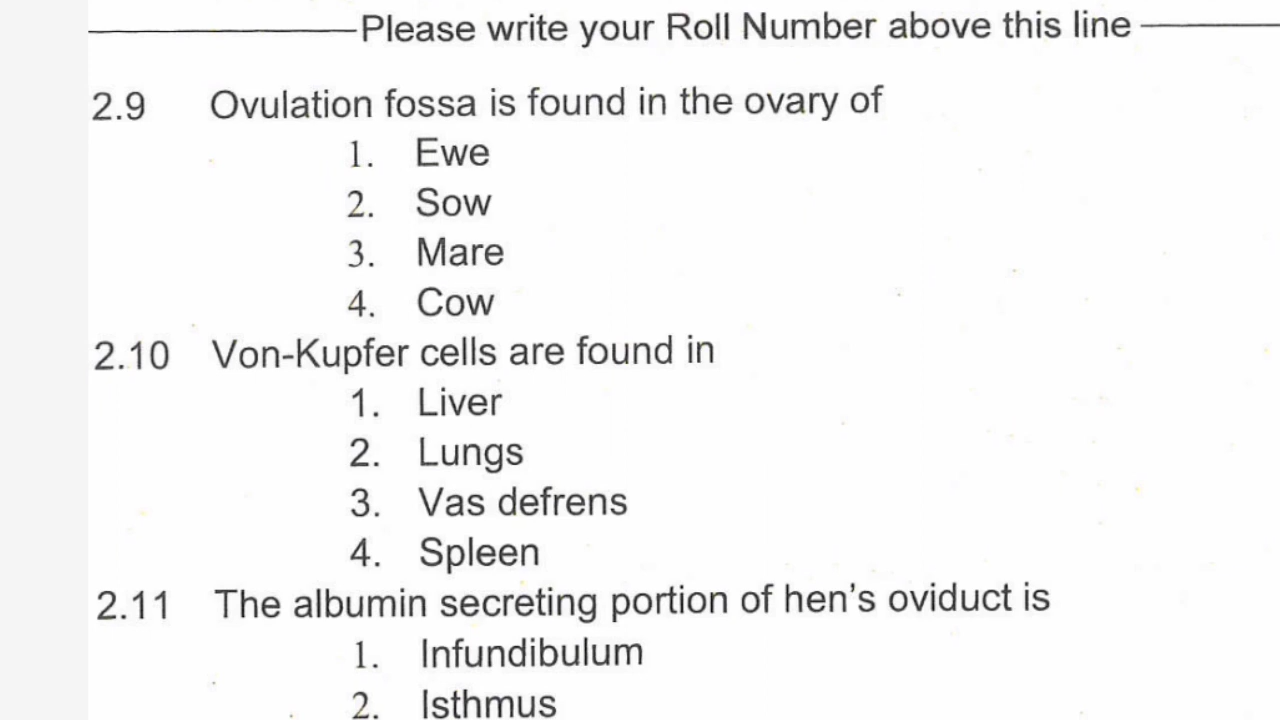 Please write your Roll Number above this line
2.9 Ovulation fossa is found in the ovary of
1. Ewe
2. Sow
3. Mare
4. Cow
2.10 Von-Kupfer cells are found in
1. Liver
2. Lungs
3. Vas defrens
4. Spleen
2.11 The albumin secreting portion of hen's oviduct is
1. Infundibulum
2. Isthmus